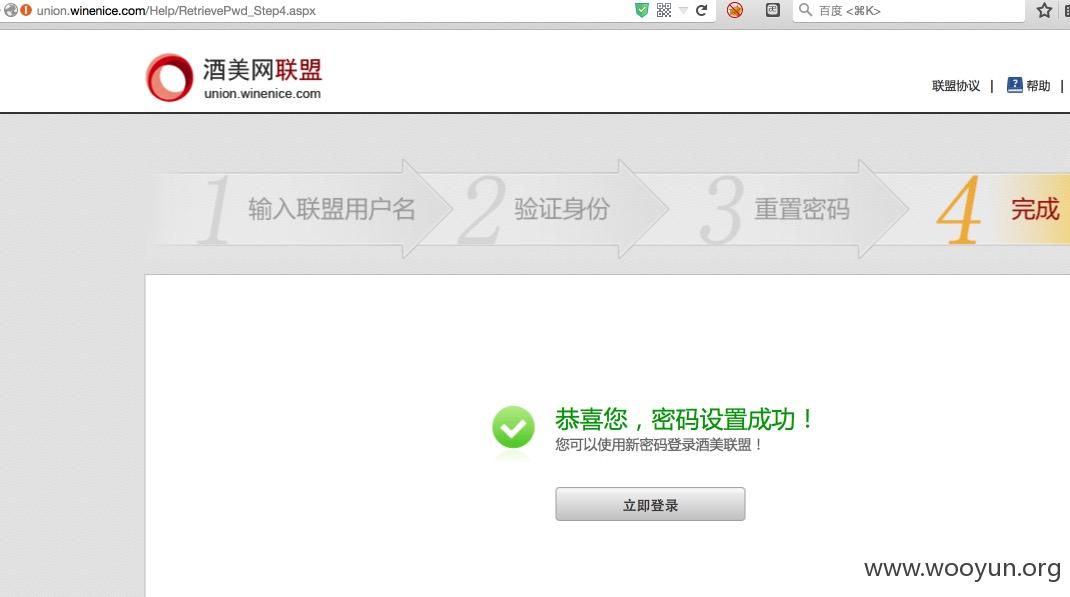 union.winenice.com/Help/RetrievePwd_Step4.aspx
百度 <⌘K>
酒美网联盟
union.winenice.com
联盟协议 | ? 帮助 |
1 输入联盟用户名 2 验证身份 3 重置密码 4 完成
恭喜您，密码设置成功！
您可以使用新密码登录酒美联盟！
立即登录
www.wooyun.org